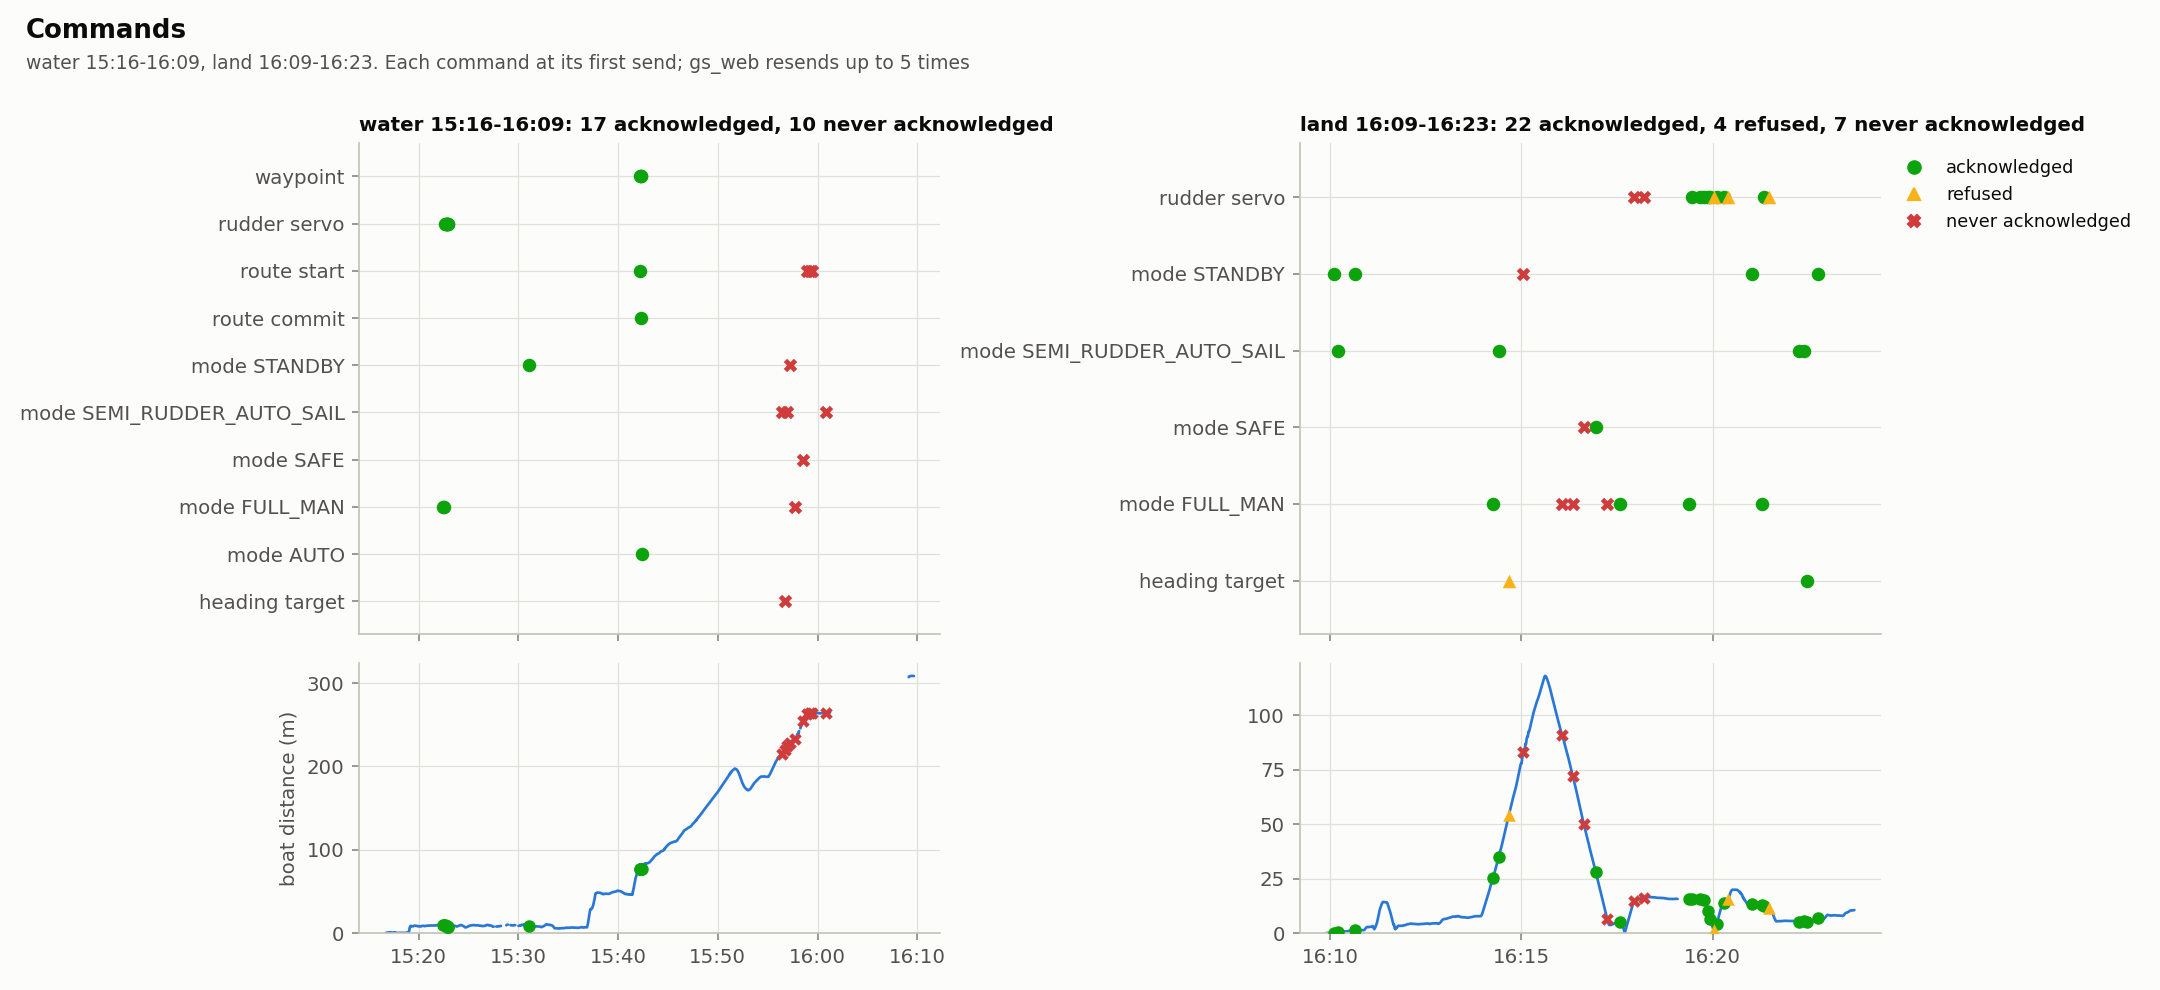 Commands
water 15:16-16:09, land 16:09-16:23. Each command at its first send; gs_web resends up to 5 times
water 15:16-16:09: 17 acknowledged, 10 never acknowledged
waypoint
rudder servo
route start
route commit
mode STANDBY
mode SEMI_RUDDER_AUTO_SAIL
mode SAFE
mode FULL_MAN
mode AUTO
heading target
boat distance (m)
300
200
100
0
15:20 15:30 15:40 15:50 16:00 16:10
land 16:09-16:23: 22 acknowledged, 4 refused, 7 never acknowledged
acknowledged
refused
never acknowledged
rudder servo
mode STANDBY
mode SEMI_RUDDER_AUTO_SAIL
mode SAFE
mode FULL_MAN
heading target
100
75
50
25
0
16:10 16:15 16:20